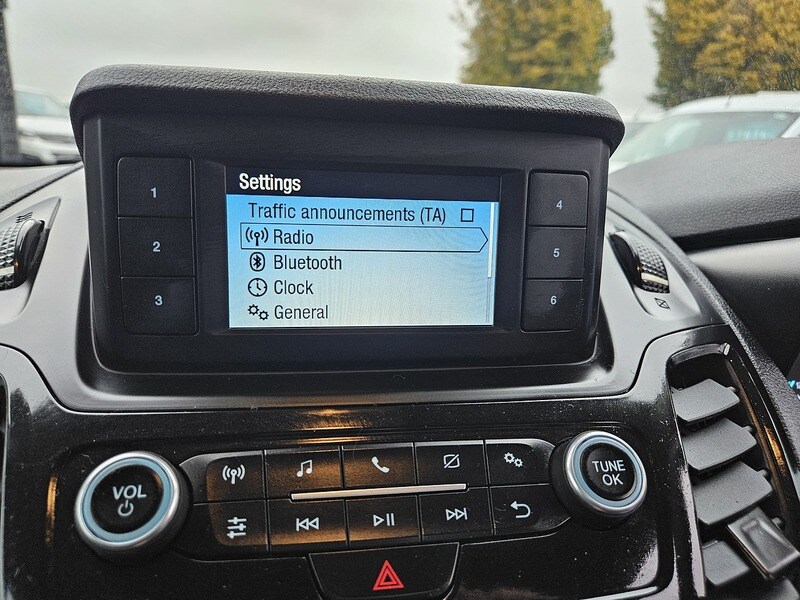 Settings
Traffic announcements (TA)
Radio
Bluetooth
Clock
General
1
2
3
4
5
6
VOL
TUNE
OK